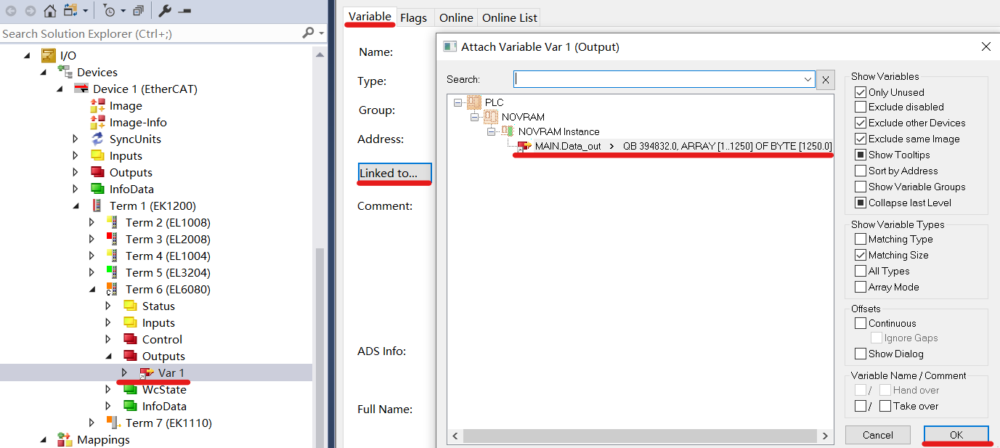 Search Solution Explorer (Ctrl+;)
I/O
Devices
Device 1 (EtherCAT)
Image
Image-Info
SyncUnits
Inputs
Outputs
InfoData
Term 1 (EK1200)
Term 2 (EL1008)
Term 3 (EL2008)
Term 4 (EL1004)
Term 5 (EL3204)
Term 6 (EL6080)
Status
Inputs
Control
Outputs
Var 1
WcState
InfoData
Term 7 (EK1110)
Mappings
Variable Flags Online Online List
Name:
Type:
Group:
Address:
Linked to...
Comment:
ADS Info:
Full Name:
Attach Variable Var 1 (Output)
Search:
PLC
NOVRAM
NOVRAM Instance
MAIN.Data_out > QB 394832.0, ARRAY [1..1250] OF BYTE [1250.0]
Show Variables
Only Unused
Exclude disabled
Exclude other Devices
Exclude same Image
Show Tooltips
Sort by Address
Show Variable Groups
Collapse last Level
Show Variable Types
Matching Type
Matching Size
All Types
Array Mode
Offsets
Continuous
Ignore Gaps
Show Dialog
Variable Name / Comment
/ Hand over
/ Take over
Cancel OK